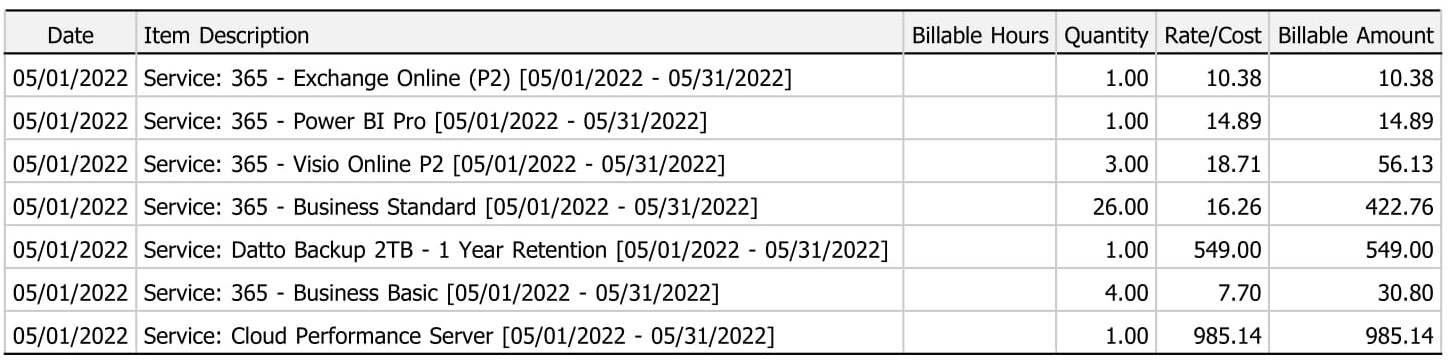 Date Item Description Billable Hours Quantity Rate/Cost Billable Amount
05/01/2022 Service: 365 - Exchange Online (P2) [05/01/2022 - 05/31/2022] 1.00 10.38 10.38
05/01/2022 Service: 365 - Power BI Pro [05/01/2022 - 05/31/2022] 1.00 14.89 14.89
05/01/2022 Service: 365 - Visio Online P2 [05/01/2022 - 05/31/2022] 3.00 18.71 56.13
05/01/2022 Service: 365 - Business Standard [05/01/2022 - 05/31/2022] 26.00 16.26 422.76
05/01/2022 Service: Datto Backup 2TB - 1 Year Retention [05/01/2022 - 05/31/2022] 1.00 549.00 549.00
05/01/2022 Service: 365 - Business Basic [05/01/2022 - 05/31/2022] 4.00 7.70 30.80
05/01/2022 Service: Cloud Performance Server [05/01/2022 - 05/31/2022] 1.00 985.14 985.14